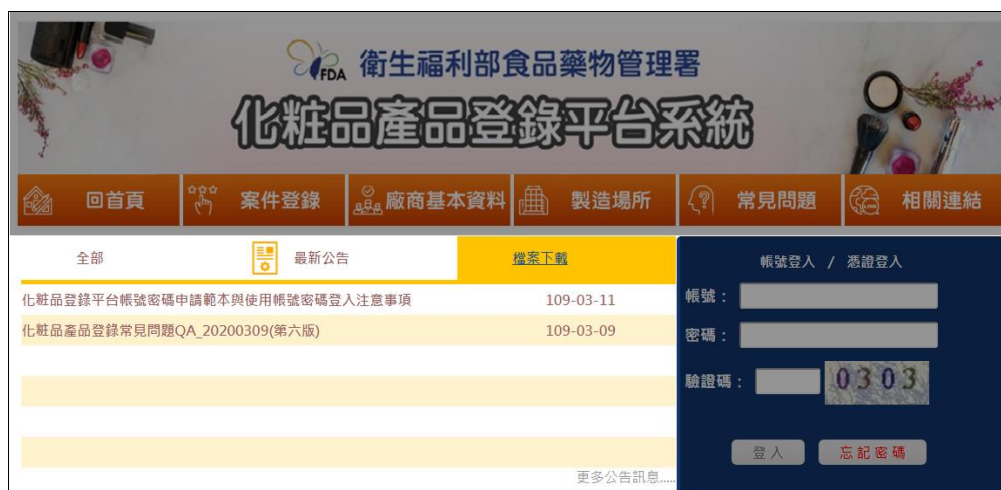 FDA 衛生福利部食品藥物管理署
化粧品產品登錄平台系統
回首頁 案件登錄 廠商基本資料 製造場所 常見問題 相關連結
全部 最新公告 檔案下載
帳號登入 / 憑證登入
化粧品登錄平台帳號密碼申請範本與使用帳號密碼登入注意事項 109-03-11
帳號：
化粧品產品登錄常見問題QA_20200309(第六版) 109-03-09
密碼：
驗證碼： 0303
登入 忘記密碼
更多公告訊息.....